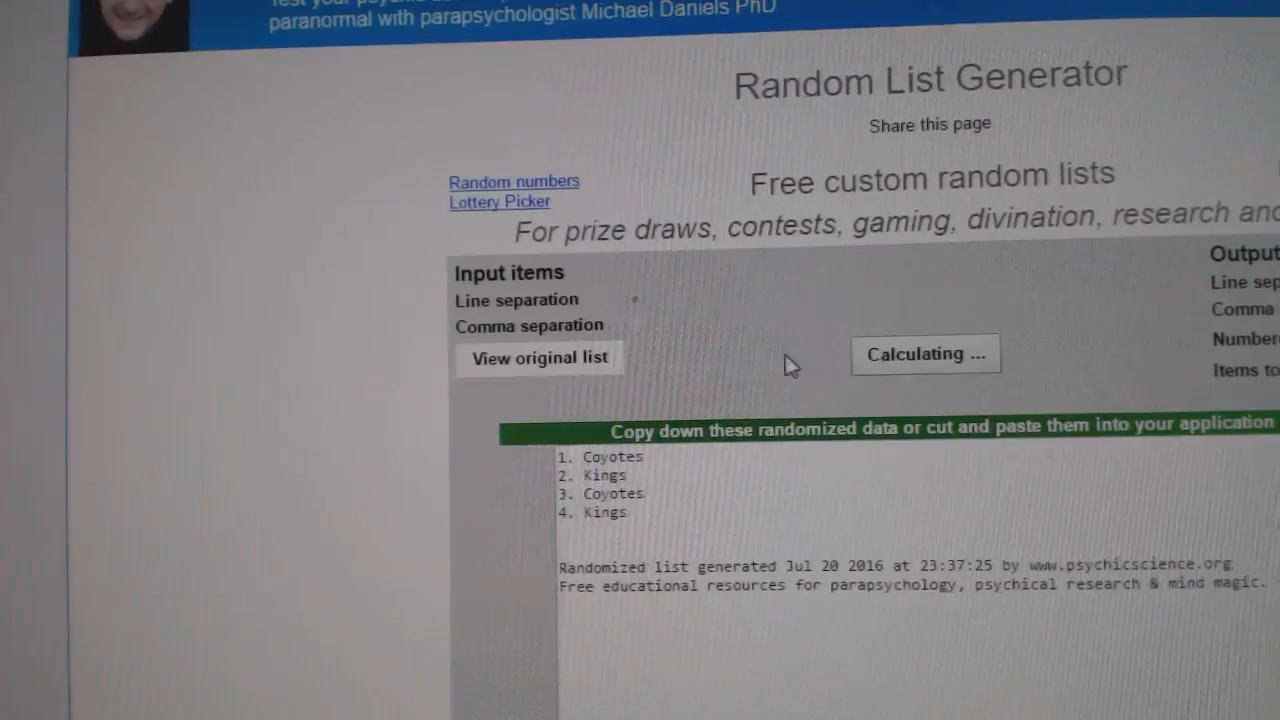 paranormal with parapsychologist Michael Daniels PhD
Random List Generator
Share this page
Random numbers
Lottery Picker
Free custom random lists
For prize draws, contests, gaming, divination, research and
Input items
Line separation
Comma separation
View original list
Calculating ...
Output
Line sep
Comma
Number
Items to
Copy down these randomized data or cut and paste them into your application
1. Coyotes
2. Kings
3. Coyotes
4. Kings
Randomized list generated Jul 20 2016 at 23:37:25 by www.psychicscience.org
Free educational resources for parapsychology, psychical research & mind magic.